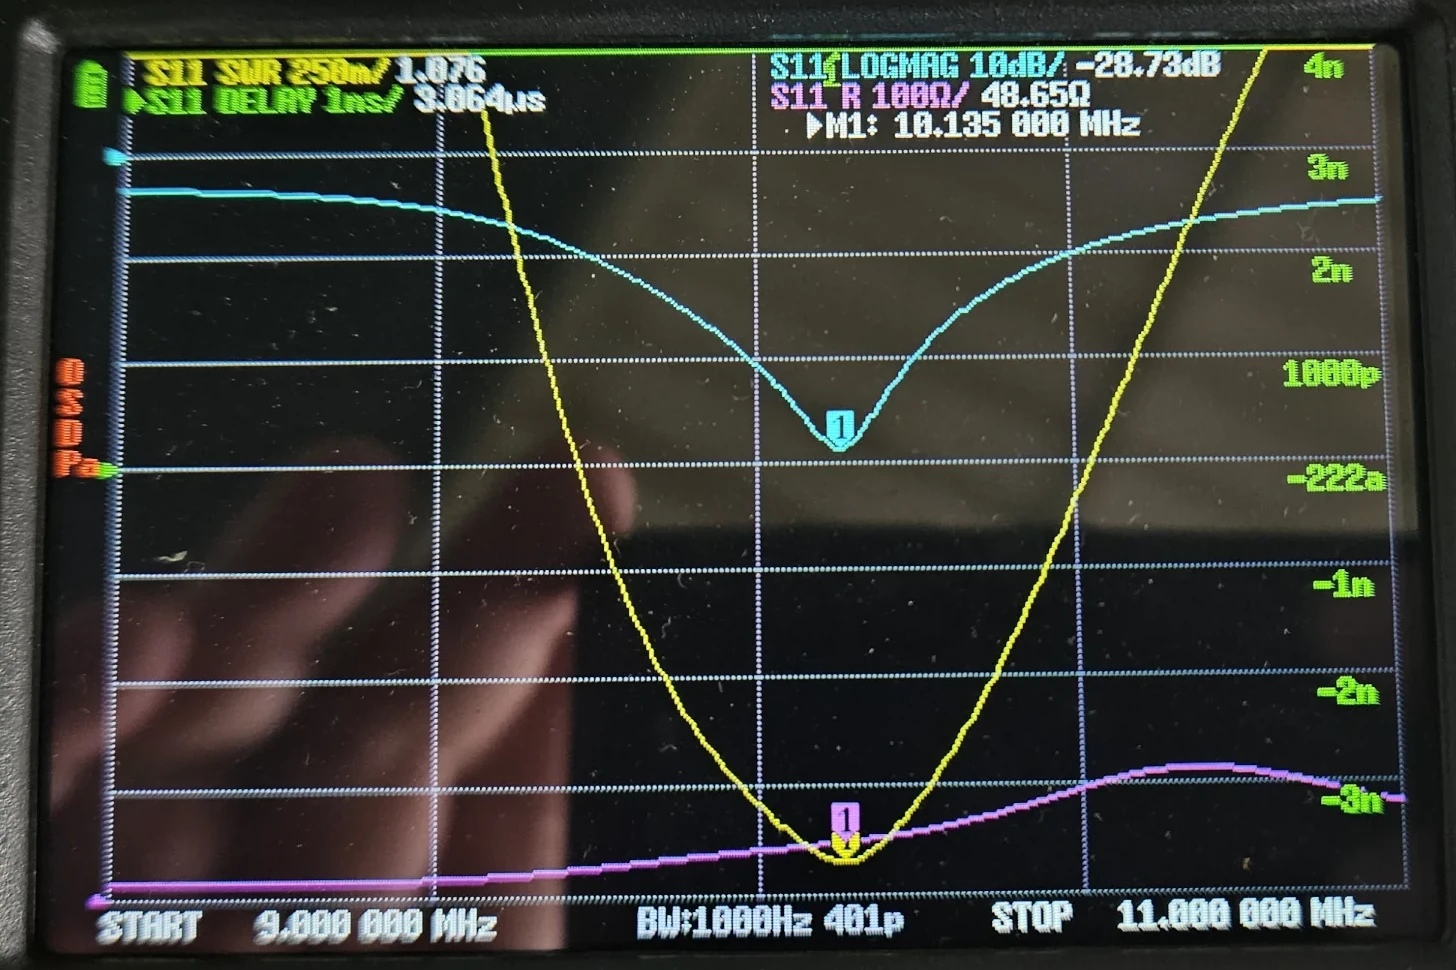 S11 SWR 250m/ 1.076
S11 DELAY 1ns/ 3.064µs
S11 LOGMAG 10dB/ -28.73dB
S11 R 100Ω/ 48.65Ω
M1: 10.135 000 MHz
4n
3n
2n
1000p
-222a
-1n
-2n
-3n
D
S
D
Pa
1
1
START 9.000 000 MHz
BW:1000Hz 401p
STOP 11.000 000 MHz